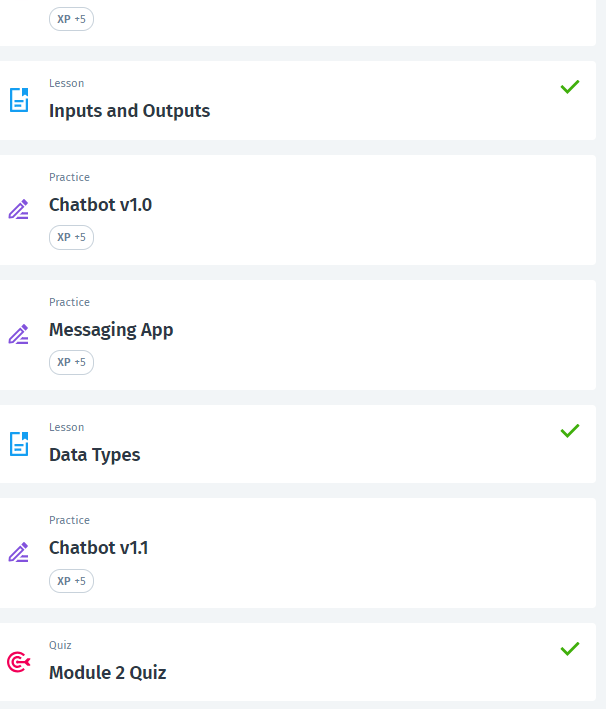 XP +5
Lesson
Inputs and Outputs
Practice
Chatbot v1.0
XP +5
Practice
Messaging App
XP +5
Lesson
Data Types
Practice
Chatbot v1.1
XP +5
Quiz
Module 2 Quiz